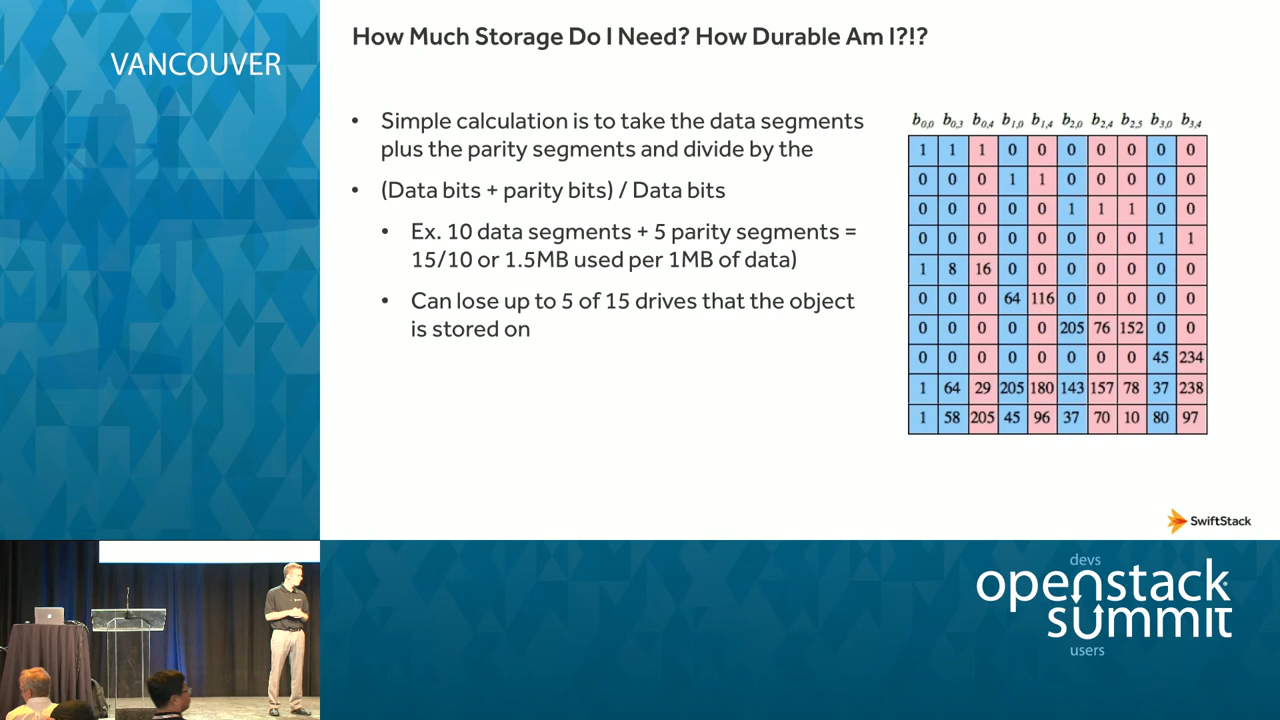 VANCOUVER
How Much Storage Do I Need? How Durable Am I?!?
• Simple calculation is to take the data segments
plus the parity segments and divide by the
• (Data bits + parity bits) / Data bits
• Ex. 10 data segments + 5 parity segments =
15/10 or 1.5MB used per 1MB of data)
• Can lose up to 5 of 15 drives that the object
is stored on
b0,0 b0,3 b0,4 b1,0 b1,4 b2,0 b2,4 b2,5 b3,0 b3,4
1 1 1 0 0 0 0 0 0 0
0 0 0 1 1 0 0 0 0 0
0 0 0 0 0 1 1 1 0 0
0 0 0 0 0 0 0 0 1 1
1 8 16 0 0 0 0 0 0 0
0 0 0 64 116 0 0 0 0 0
0 0 0 0 0 205 76 152 0 0
0 0 0 0 0 0 0 0 45 234
1 64 29 205 180 143 157 78 37 238
1 58 205 45 96 37 70 10 80 97
SwiftStack
devs
openstack
summit
users